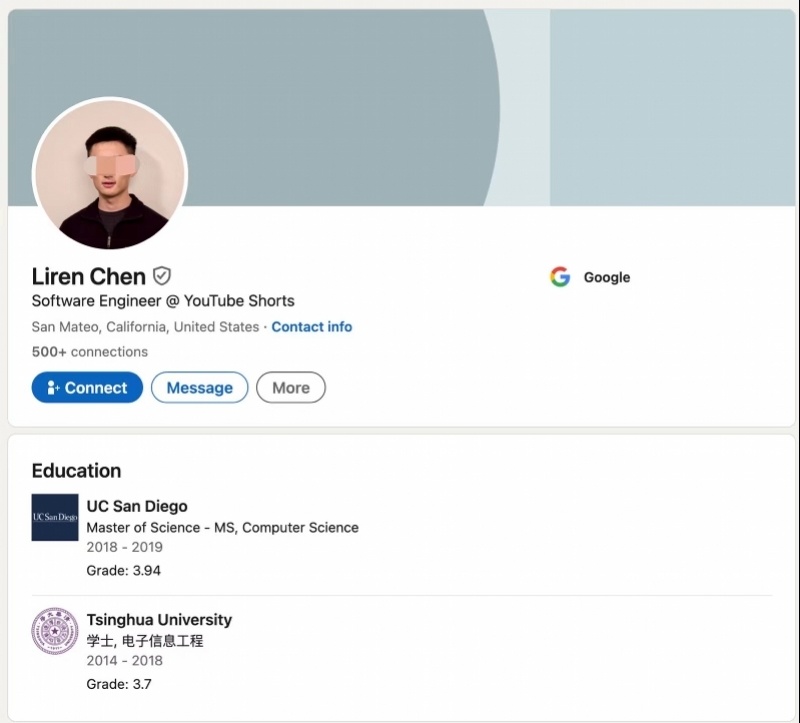 Liren Chen
Google
Software Engineer @ YouTube Shorts
San Mateo, California, United States · Contact info
500+ connections
Connect
Message
More
Education
UC San Diego
UC San Diego
Master of Science - MS, Computer Science
2018 - 2019
Grade: 3.94
Tsinghua University
学士, 电子信息工程
2014 - 2018
Grade: 3.7